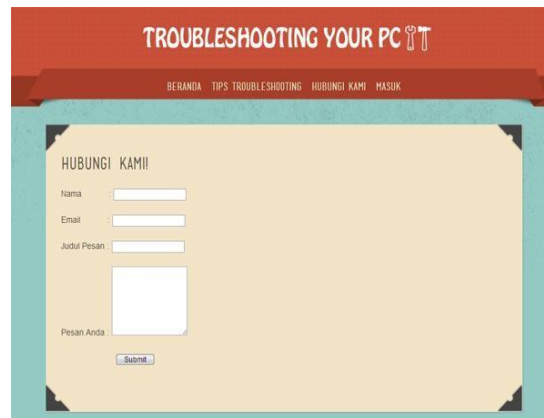 TROUBLESHOOTING YOUR PC
BERANDA TIPS TROUBLESHOOTING HUBUNGI KAMI MASUK
HUBUNGI KAMI!
Nama :
Email :
Judul Pesan :
Pesan Anda :
Submit